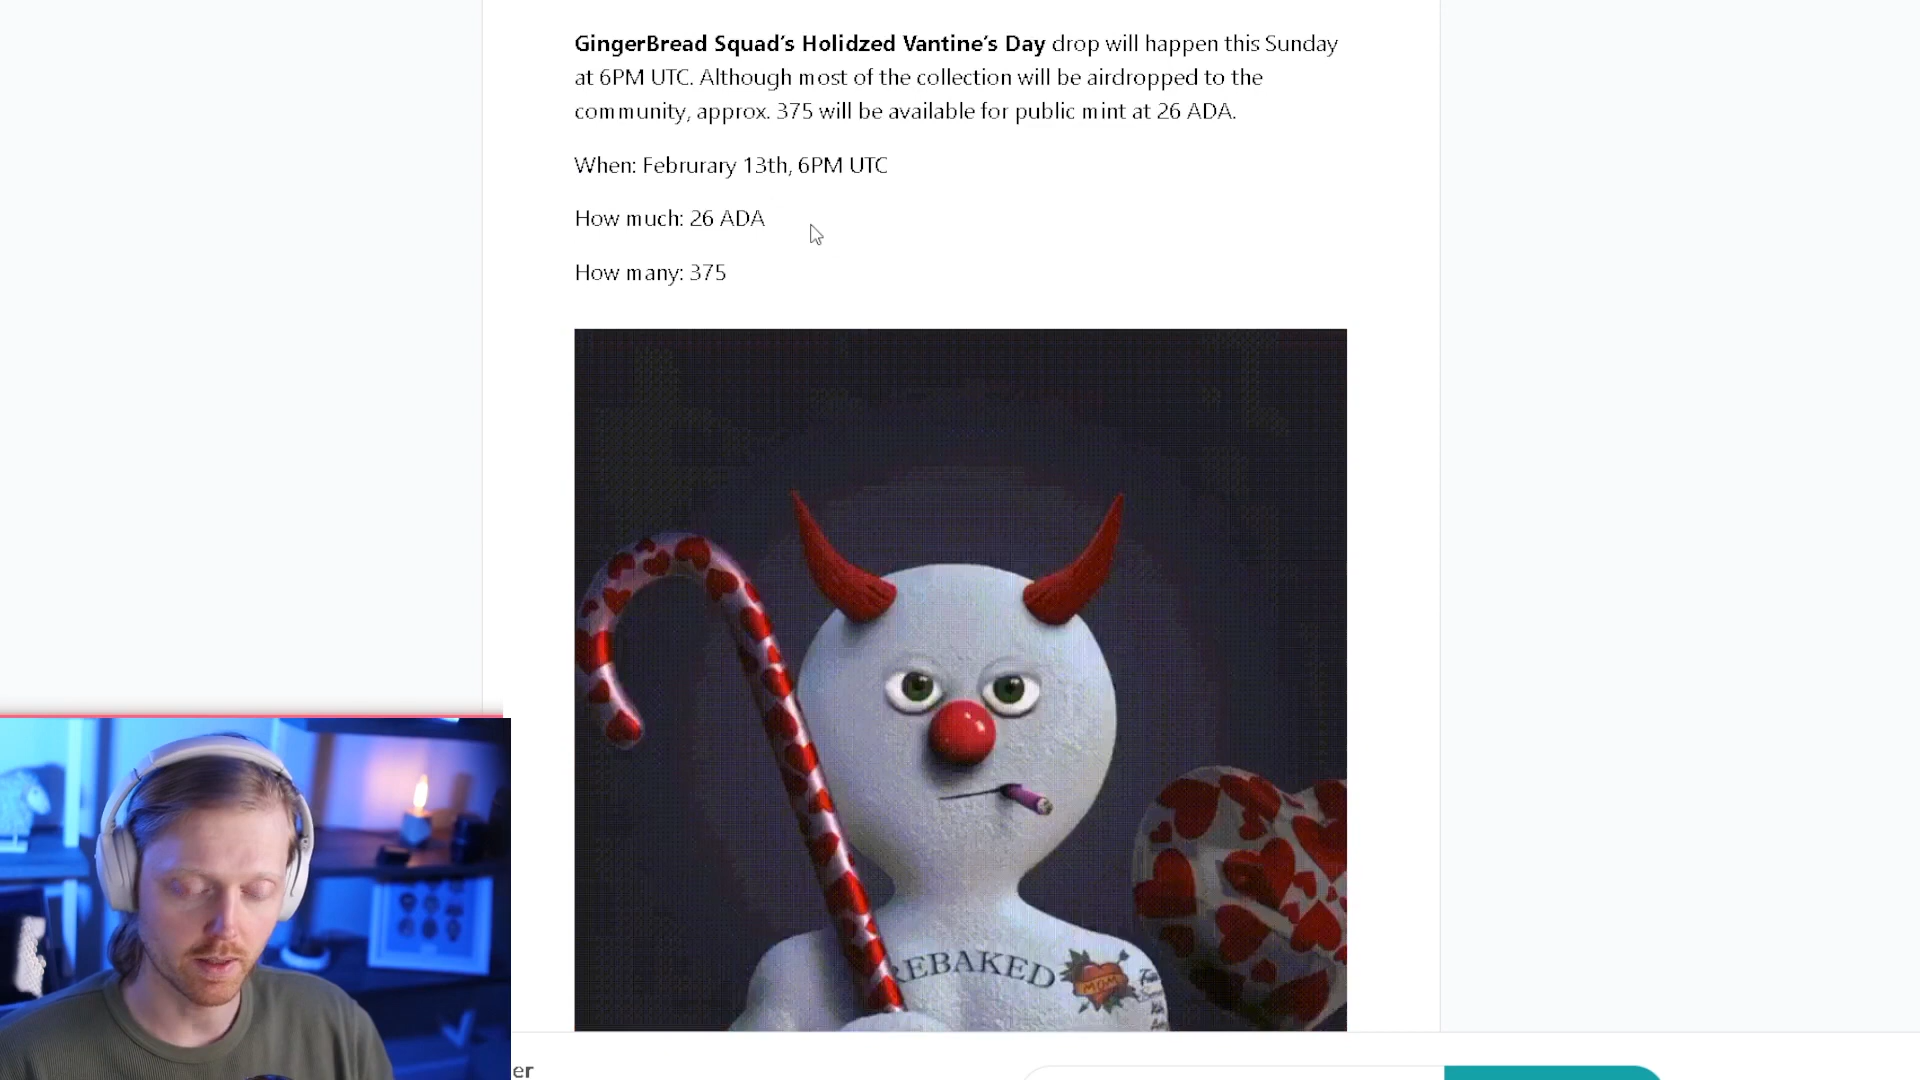 GingerBread Squad's Holidzed Vantine's Day drop will happen this Sunday
at 6PM UTC. Although most of the collection will be airdropped to the
community, approx. 375 will be available for public mint at 26 ADA.
When: Februrary 13th, 6PM UTC
How much: 26 ADA
How many: 375
REBAKED
MOM
er